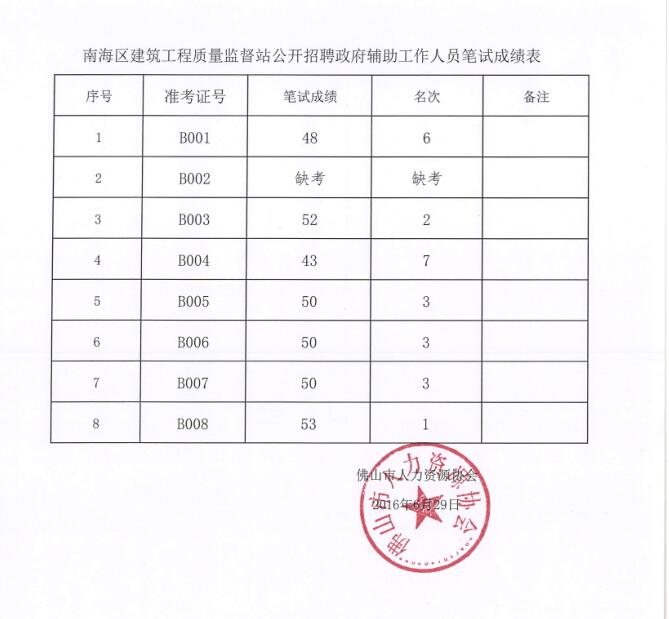 南海区建筑工程质量监督站公开招聘政府辅助工作人员笔试成绩表
序号 准考证号 笔试成绩 名次 备注
1 B001 48 6
2 B002 缺考 缺考
3 B003 52 2
4 B004 43 7
5 B005 50 3
6 B006 50 3
7 B007 50 3
8 B008 53 1
佛山市人力资源协会
2016年6月29日
佛山市人力资源协会